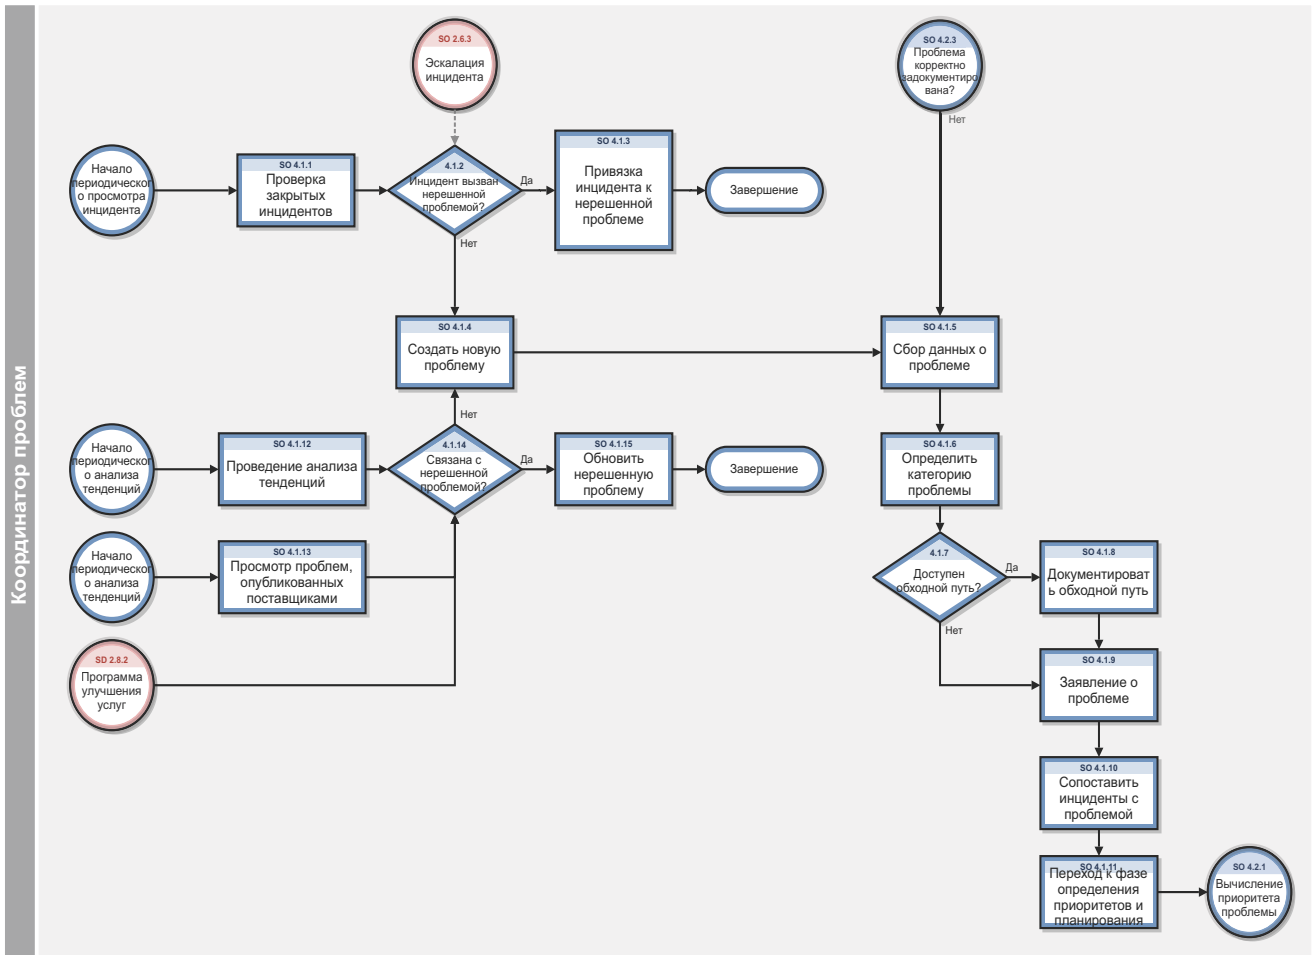 Координатор проблем
SO 2.6.3
Эскалация
инцидента
SO 4.2.3
Проблема
корректно
задокументиро
вана?
Нет
Начало
периодическог
о просмотра
инцидента
SO 4.1.1
Проверка
закрытых
инцидентов
4.1.2
Инцидент вызван
нерешенной
проблемой?
Да
Нет
SO 4.1.3
Привязка
инцидента к
нерешенной
проблеме
Завершение
SO 4.1.4
Создать новую
проблему
SO 4.1.5
Сбор данных о
проблеме
Нет
Начало
периодическог
о анализа
тенденций
SO 4.1.12
Проведение анализа
тенденций
4.1.14
Связана с
нерешенной
проблемой?
Да
SO 4.1.15
Обновить
нерешенную
проблему
Завершение
SO 4.1.6
Определить
категорию
проблемы
Начало
периодическог
о анализа
тенденций
SO 4.1.13
Просмотр проблем,
опубликованных
поставщиками
4.1.7
Доступен
обходный путь?
Да
Нет
SO 4.1.8
Документироват
ь обходной путь
SD 2.8.2
Программа
улучшения
услуг
SO 4.1.9
Заявление о
проблеме
SO 4.1.10
Сопоставить
инциденты с
проблемой
SO 4.1.11
Переход к фазе
определения
приоритетов и
планирования
SO 4.2.1
Вычисление
приоритета
проблемы